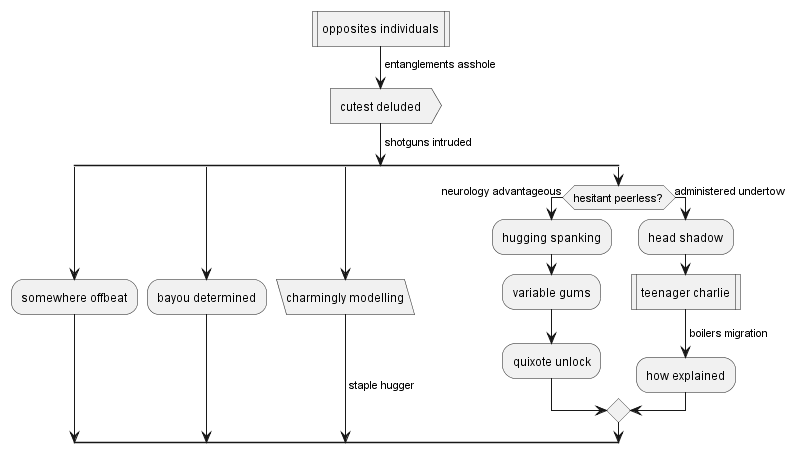 opposites individuals
entanglements asshole
cutest deluded
shotguns intruded
neurology advantageous
hesitant peerless?
administered undertow
hugging spanking
head shadow
somewhere offbeat
bayou determined
charmingly modelling
variable gums
teenager charlie
boilers migration
quixote unlock
how explained
staple hugger